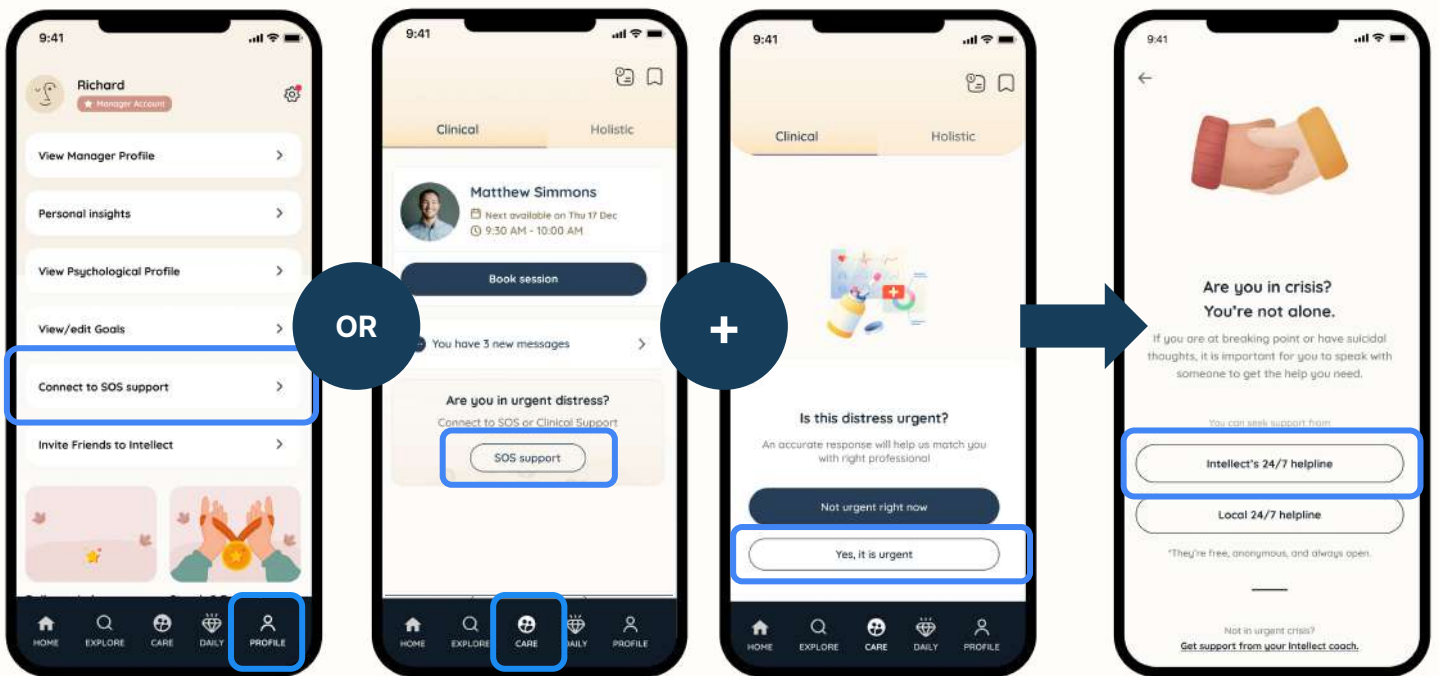 9:41
Richard
Manager Account
View Manager Profile
Personal insights
View Psychological Profile
View/edit Goals
Connect to SOS support
Invite Friends to Intellect
HOME
EXPLORE
CARE
DAILY
PROFILE
OR
9:41
Clinical
Holistic
Matthew Simmons
Next available on Thu 17 Dec
9:30 AM - 10:00 AM
Book session
You have 3 new messages
Are you in urgent distress?
Connect to SOS or Clinical Support
SOS support
HOME
EXPLORE
CARE
DAILY
PROFILE
+
9:41
Clinical
Holistic
Is this distress urgent?
An accurate response will help us match you
with right professional
Not urgent right now
Yes, it is urgent
HOME
EXPLORE
CARE
DAILY
PROFILE
9:41
Are you in crisis?
You're not alone.
If you are at breaking point or have suicidal
thoughts, it is important for you to speak with
someone to get the help you need.
You can seek support from
Intellect's 24/7 helpline
Local 24/7 helpline
*They're free, anonymous, and always open.
Not in urgent crisis?
Get support from your Intellect coach.